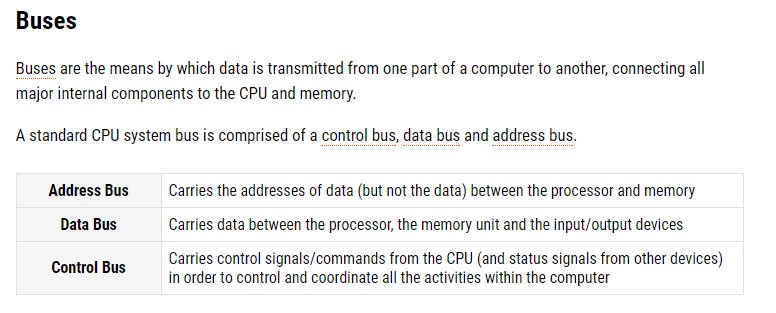 Buses
Buses are the means by which data is transmitted from one part of a computer to another, connecting all
major internal components to the CPU and memory.
A standard CPU system bus is comprised of a control bus, data bus and address bus.
Address Bus Carries the addresses of data (but not the data) between the processor and memory
Data Bus Carries data between the processor, the memory unit and the input/output devices
Control Bus Carries control signals/commands from the CPU (and status signals from other devices)
in order to control and coordinate all the activities within the computer